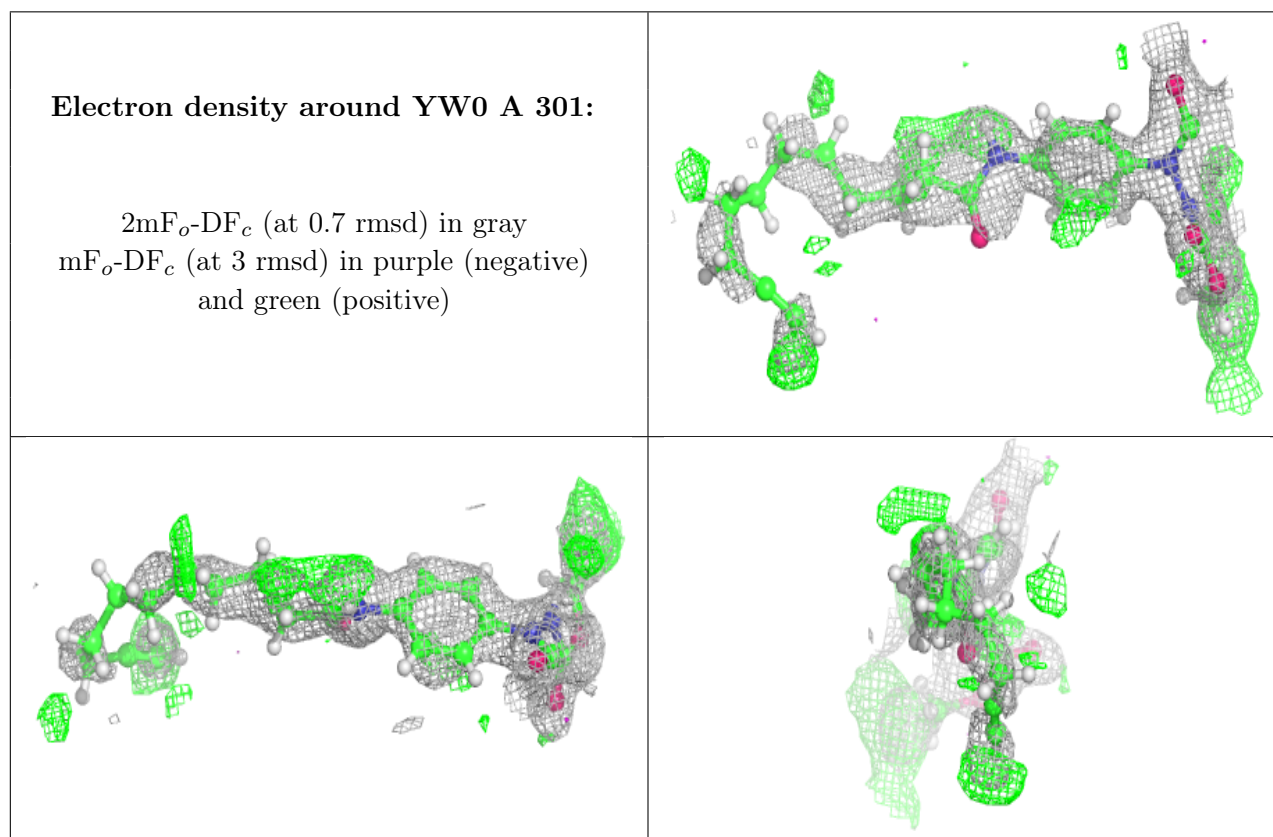 Electron density around YW0 A 301:
2mFo-DFc (at 0.7 rmsd) in gray
mFo-DFc (at 3 rmsd) in purple (negative)
and green (positive)